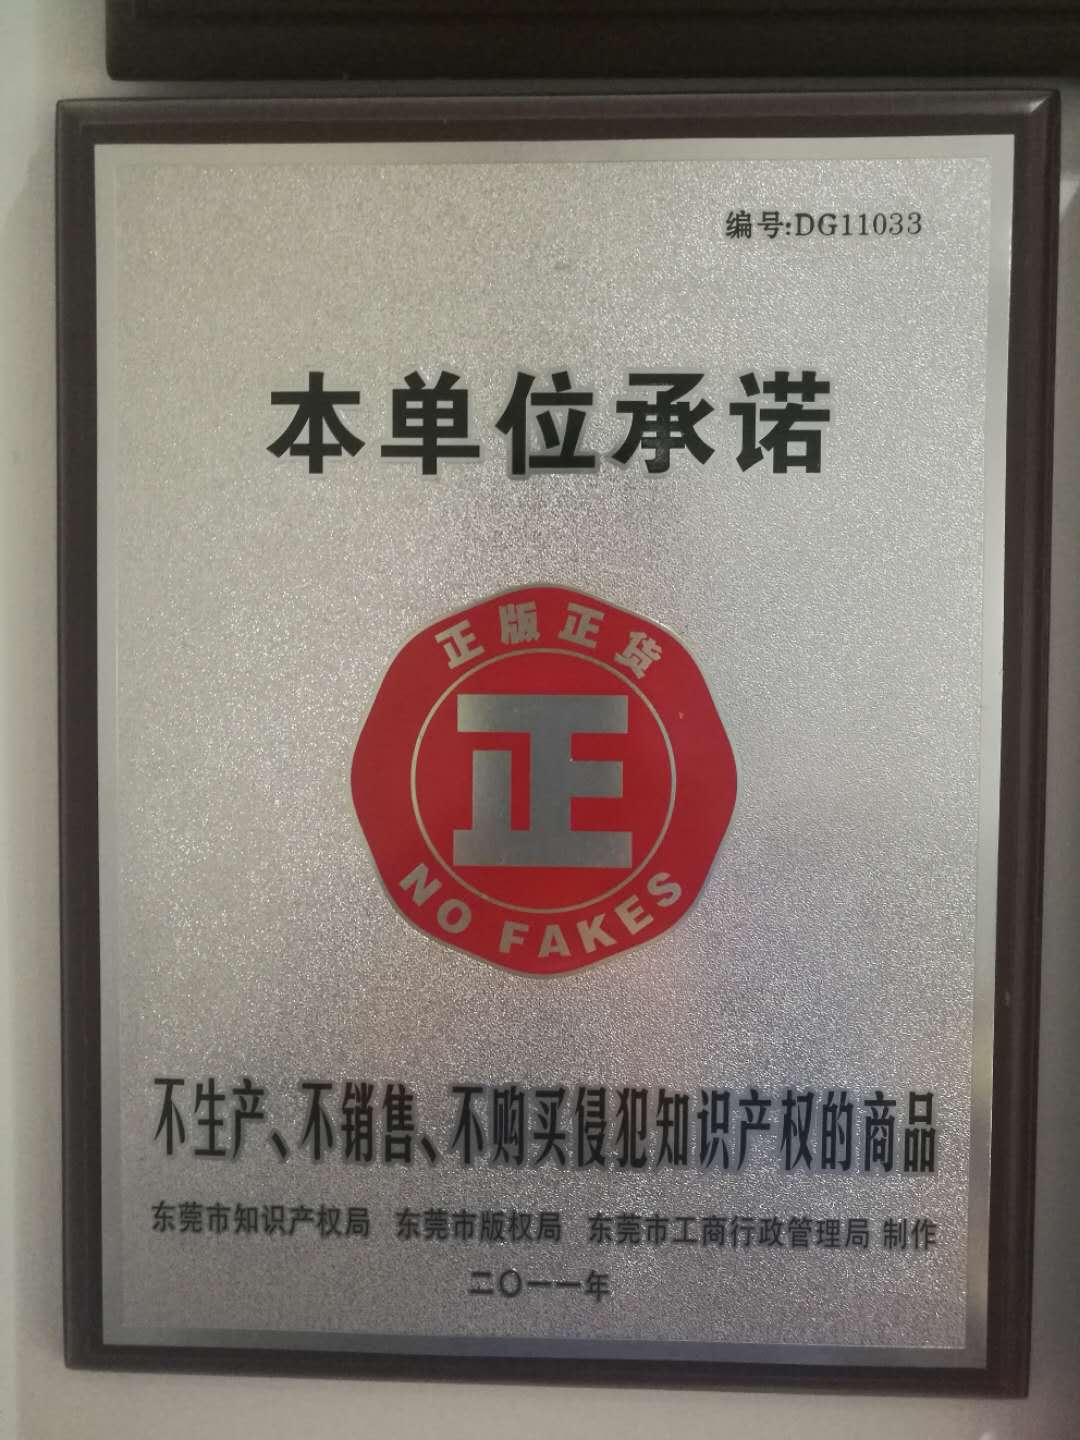 编号:DG11033
本单位承诺
正版正货
正
NO FAKES
不生产、不销售、不购买侵犯知识产权的商品
东莞市知识产权局 东莞市版权局 东莞市工商行政管理局 制作
二〇一一年